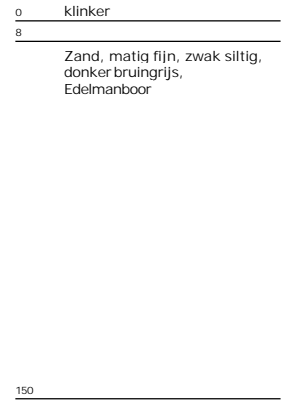 0 klinker
8
Zand, matig fijn, zwak siltig,
donker bruingrijs,
Edelmanboor
150